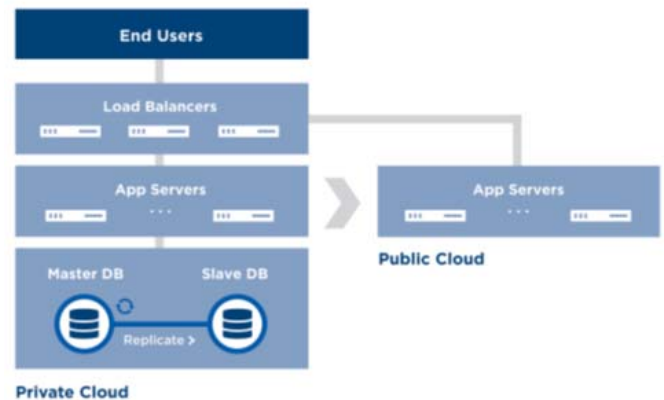 End Users
Load Balancers
App Servers
App Servers
Public Cloud
Master DB
Slave DB
Replicate >
Private Cloud